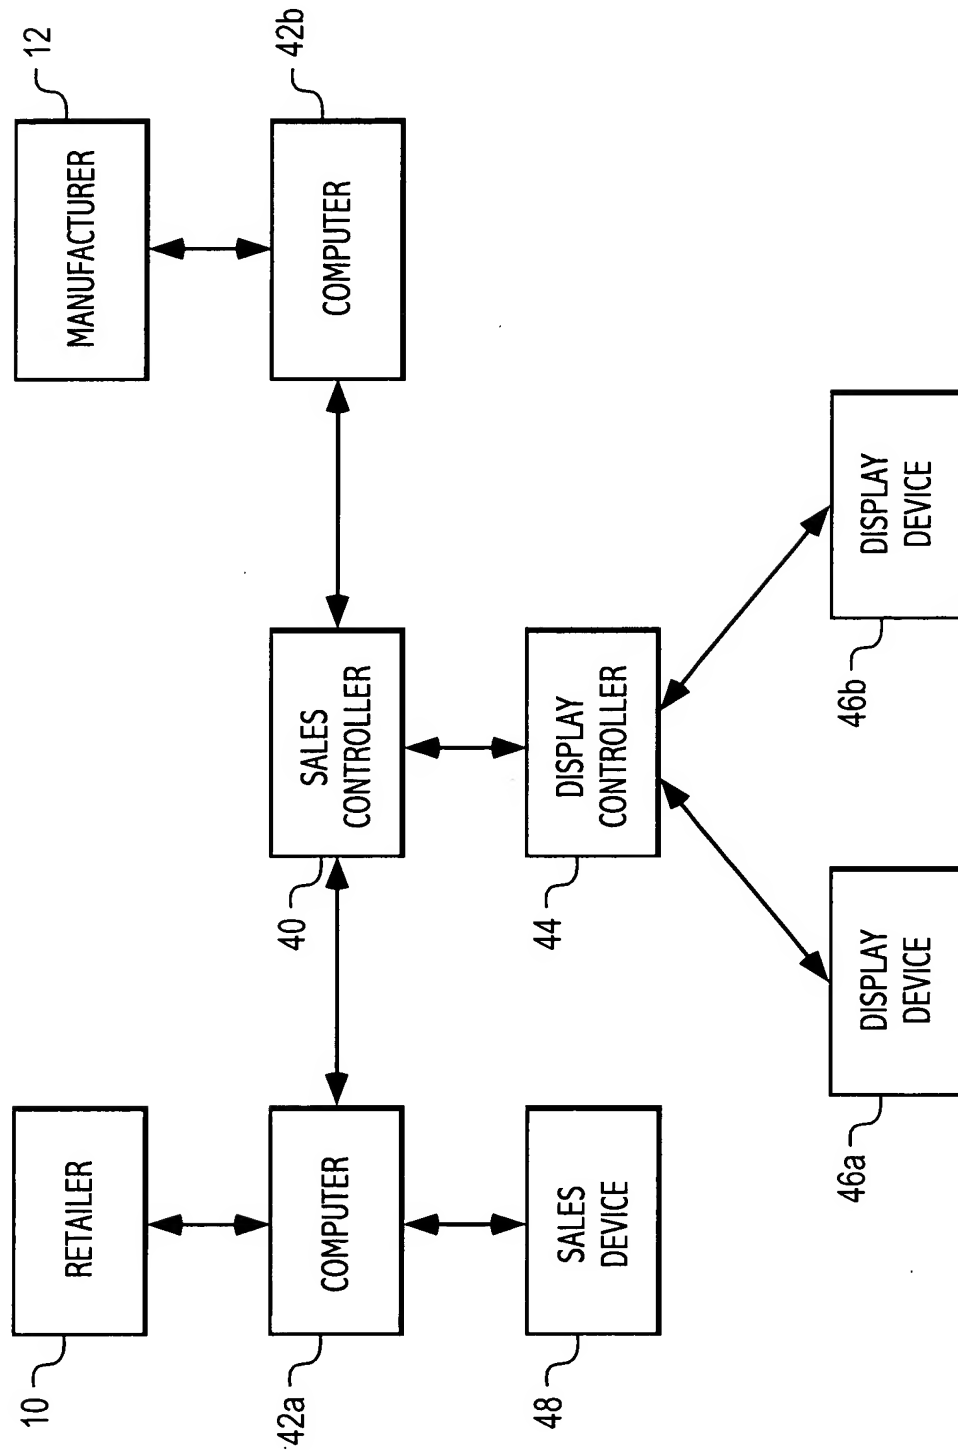 10
RETAILER
MANUFACTURER
12
42a
COMPUTER
40
SALES
CONTROLLER
COMPUTER
42b
48
SALES
DEVICE
44
DISPLAY
CONTROLLER
46a
DISPLAY
DEVICE
46b
DISPLAY
DEVICE